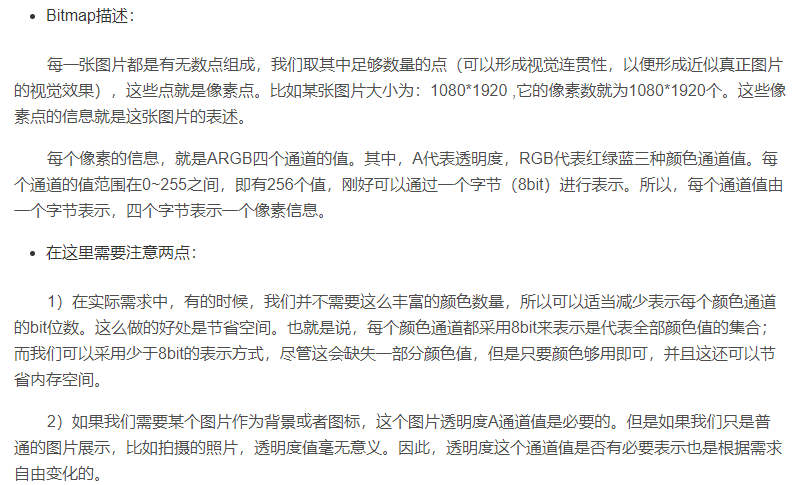 • Bitmap描述：
每一张图片都是有无数点组成，我们取其中足够数量的点（可以形成视觉连贯性，以便形成近似真正图片
的视觉效果），这些点就是像素点。比如某张图片大小为：1080*1920 ,它的像素数就为1080*1920个。这些像
素点的信息就是这张图片的表述。
每个像素的信息，就是ARGB四个通道的值。其中，A代表透明度，RGB代表红绿蓝三种颜色通道值。每
个通道的值范围在0~255之间，即有256个值，刚好可以通过一个字节（8bit）进行表示。所以，每个通道值由
一个字节表示，四个字节表示一个像素信息。
• 在这里需要注意两点：
1）在实际需求中，有的时候，我们并不需要这么丰富的颜色数量，所以可以适当减少表示每个颜色通道
的bit位数。这么做的好处是节省空间。也就是说，每个颜色通道都采用8bit来表示是代表全部颜色值的集合；
而我们可以采用少于8bit的表示方式，尽管这会缺失一部分颜色值，但是只要颜色够用即可，并且这还可以节
省内存空间。
2）如果我们需要某个图片作为背景或者图标，这个图片透明度A通道值是必要的。但是如果我们只是普
通的图片展示，比如拍摄的照片，透明度值毫无意义。因此，透明度这个通道值是否有必要表示也是根据需求
自由变化的。